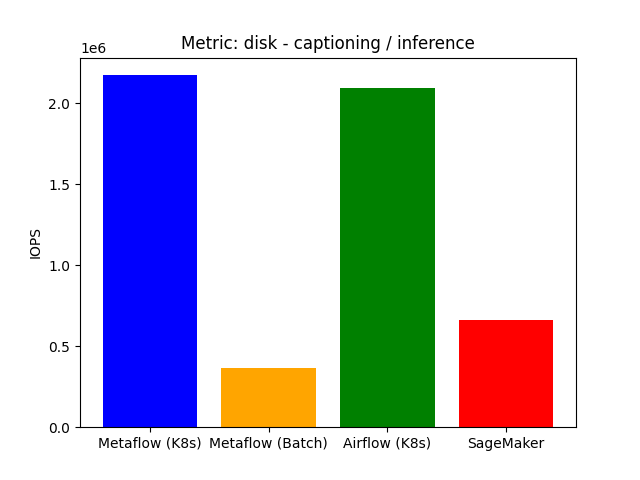 Metric: disk - captioning / inference
1e6
2.0
1.5
1.0
0.5
0.0
IOPS
Metaflow (K8s) Metaflow (Batch) Airflow (K8s) SageMaker